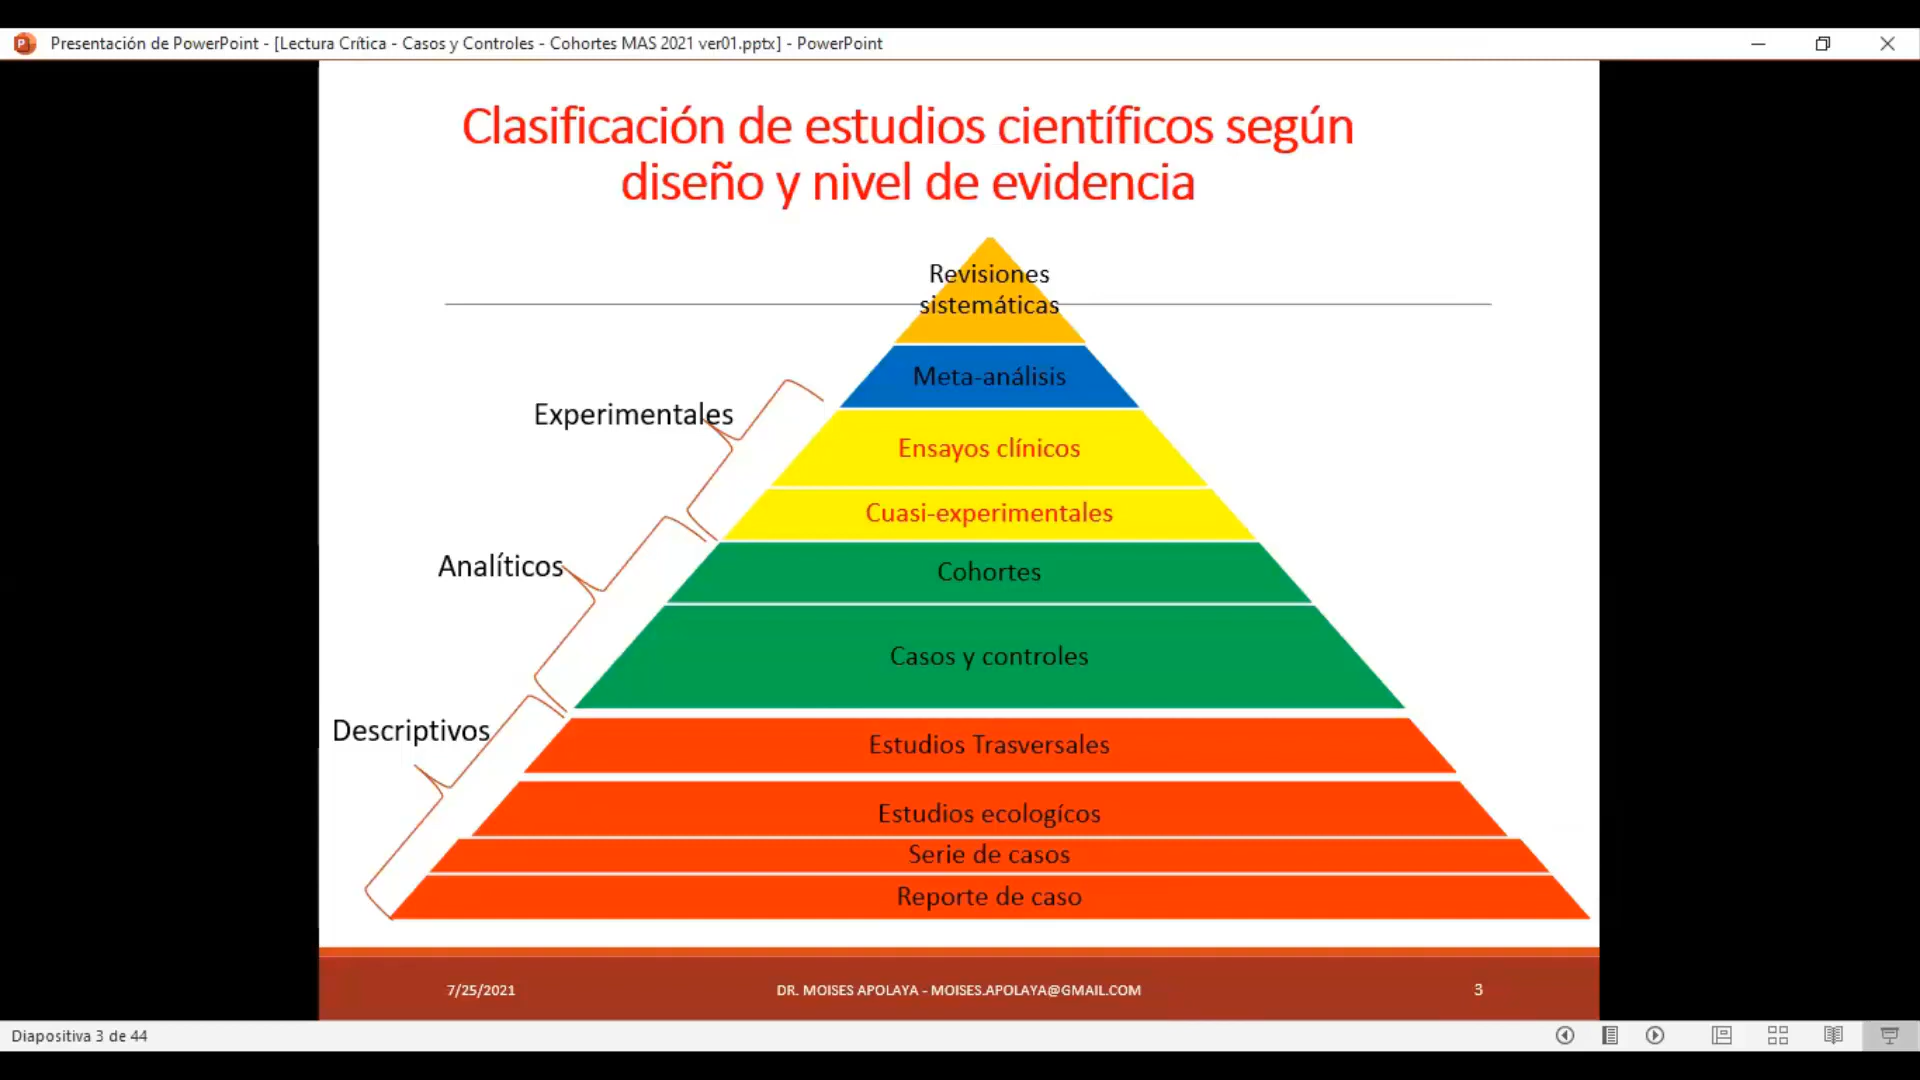 Presentación de PowerPoint - [Lectura Crítica - Casos y Controles - Cohortes MAS 2021 ver01.pptx] - PowerPoint
Clasificación de estudios científicos según
diseño y nivel de evidencia
Revisiones
sistemáticas
Meta-análisis
Experimentales
Ensayos clínicos
Cuasi-experimentales
Analíticos
Cohortes
Casos y controles
Descriptivos
Estudios Trasversales
Estudios ecologícos
Serie de casos
Reporte de caso
7/25/2021
DR. MOISES APOLAYA - MOISES.APOLAYA@GMAIL.COM
3
Diapositiva 3 de 44